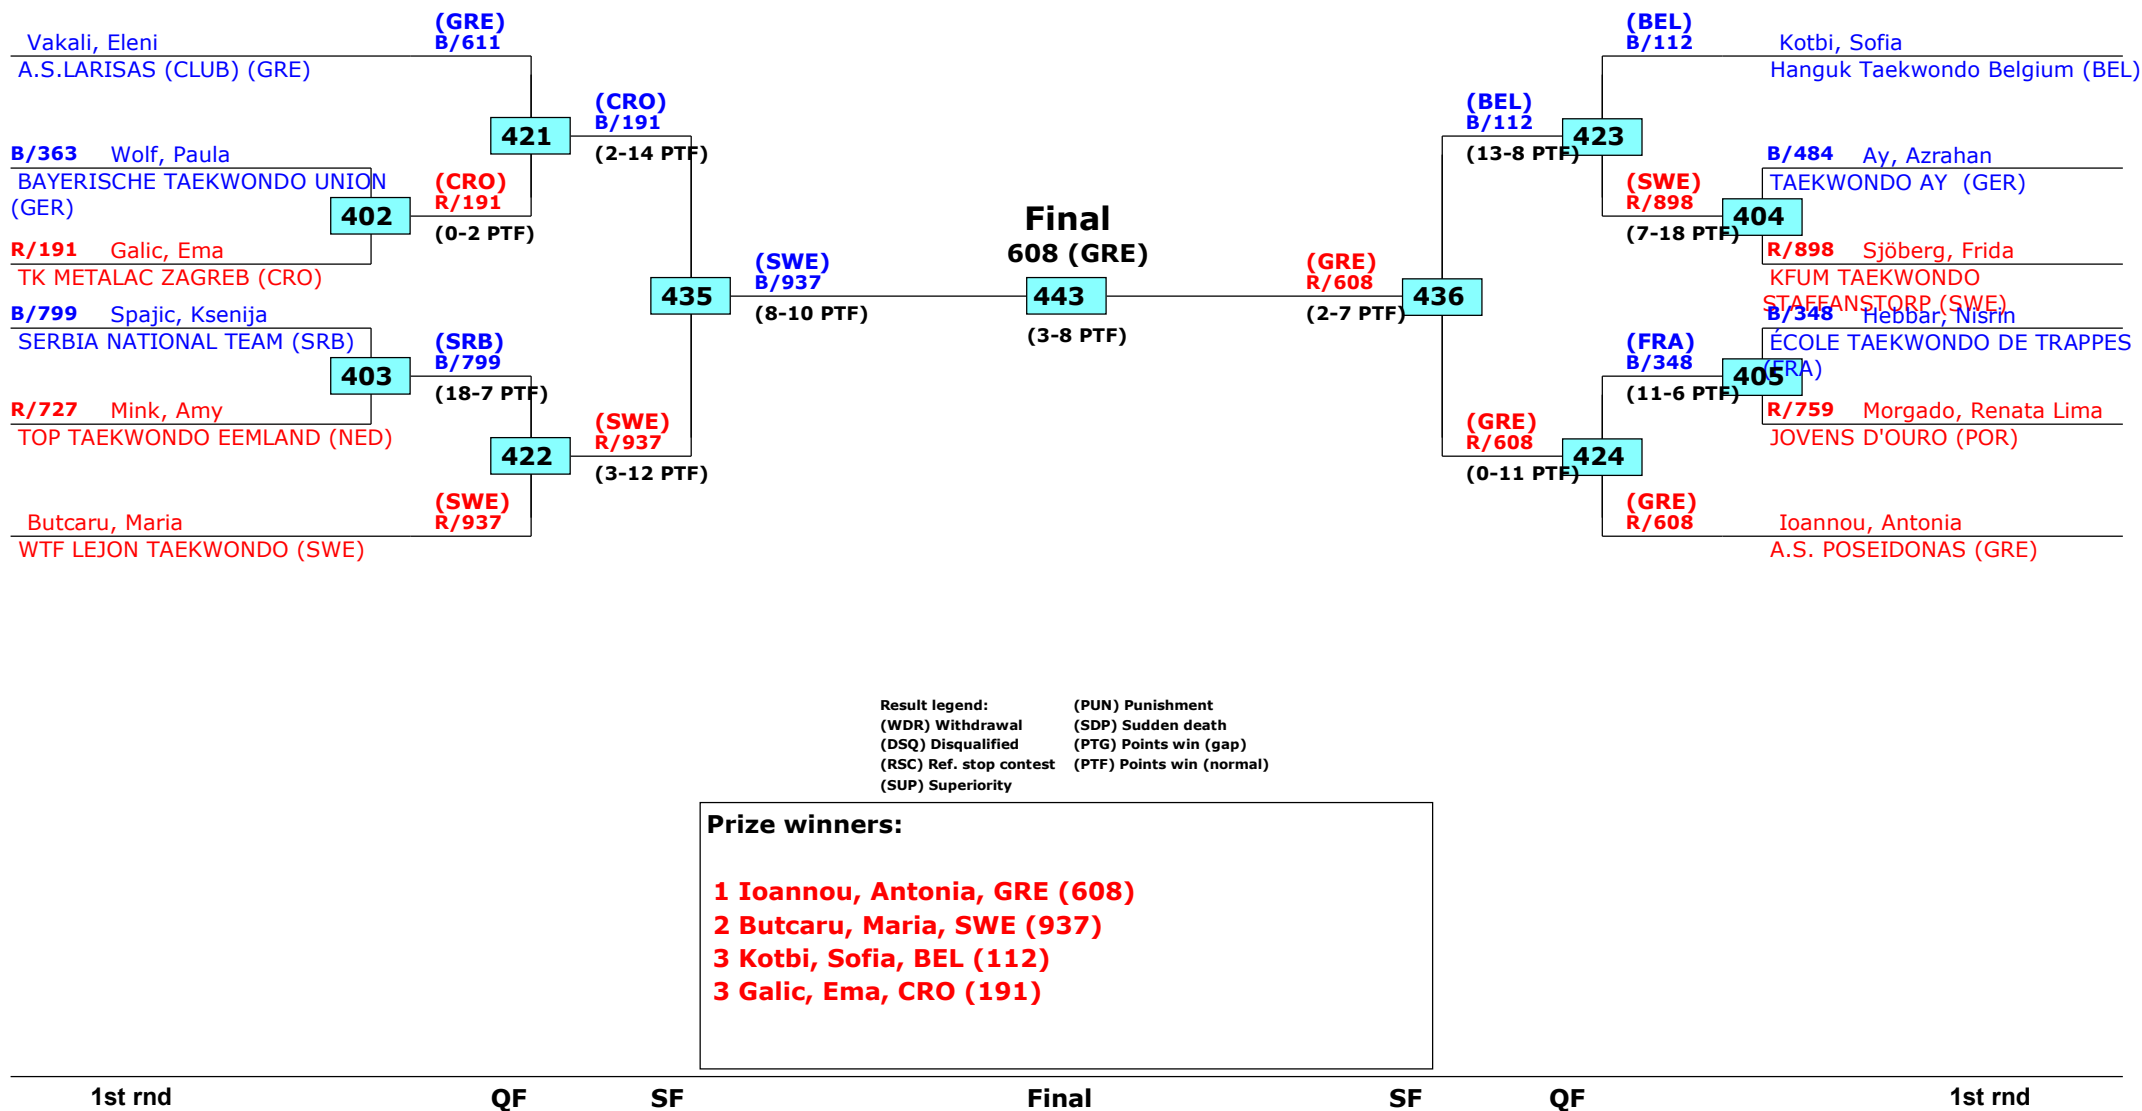 (GRE)
B/611
Vakali, Eleni
A.S.LARISAS (CLUB) (GRE)
(CRO)
B/191
421
(2-14 PTF)
B/363 Wolf, Paula
BAYERISCHE TAEKWONDO UNION
(GER)
(CRO)
R/191
402
(0-2 PTF)
R/191 Galic, Ema
TK METALAC ZAGREB (CRO)
(SWE)
B/937
435
(8-10 PTF)
B/799 Spajic, Ksenija
SERBIA NATIONAL TEAM (SRB)
(SRB)
B/799
403
(18-7 PTF)
R/727 Mink, Amy
TOP TAEKWONDO EEMLAND (NED)
(SWE)
R/937
422
(3-12 PTF)
(SWE)
R/937
Butcaru, Maria
WTF LEJON TAEKWONDO (SWE)
Final
608 (GRE)
443
(3-8 PTF)
(BEL)
B/112
Kotbi, Sofia
Hanguk Taekwondo Belgium (BEL)
(BEL)
B/112
423
(13-8 PTF)
B/484 Ay, Azrahan
TAEKWONDO AY (GER)
(SWE)
R/898
404
(7-18 PTF)
R/898 Sjöberg, Frida
KFUM TAEKWONDO
STAFFANSTORP (SWE)
(GRE)
R/608
436
(2-7 PTF)
B/348 Hebbar, Nisrin
ÉCOLE TAEKWONDO DE TRAPPES
(FRA)
(FRA)
B/348
405
(11-6 PTF)
R/759 Morgado, Renata Lima
JOVENS D'OURO (POR)
(GRE)
R/608
424
(0-11 PTF)
(GRE)
R/608
Ioannou, Antonia
A.S. POSEIDONAS (GRE)
Result legend:
(PUN) Punishment
(WDR) Withdrawal
(SDP) Sudden death
(DSQ) Disqualified
(PTG) Points win (gap)
(RSC) Ref. stop contest
(PTF) Points win (normal)
(SUP) Superiority
Prize winners:
1 Ioannou, Antonia, GRE (608)
2 Butcaru, Maria, SWE (937)
3 Kotbi, Sofia, BEL (112)
3 Galic, Ema, CRO (191)
1st rnd QF SF Final SF QF 1st rnd